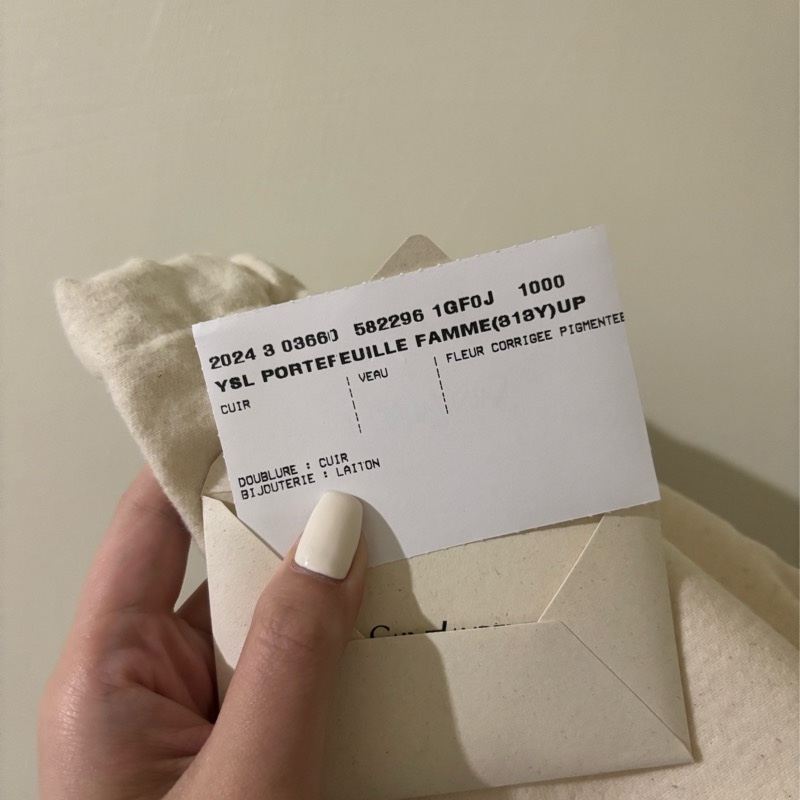 2024 3 03660 582296 1GF0J 1000
YSL PORTEFEUILLE FAMME(313Y)UP
CUIR
VEAU
FLEUR CORRIGEE PIGMENTEE
DOUBLURE : CUIR
BIJOUTERIE : LAITON